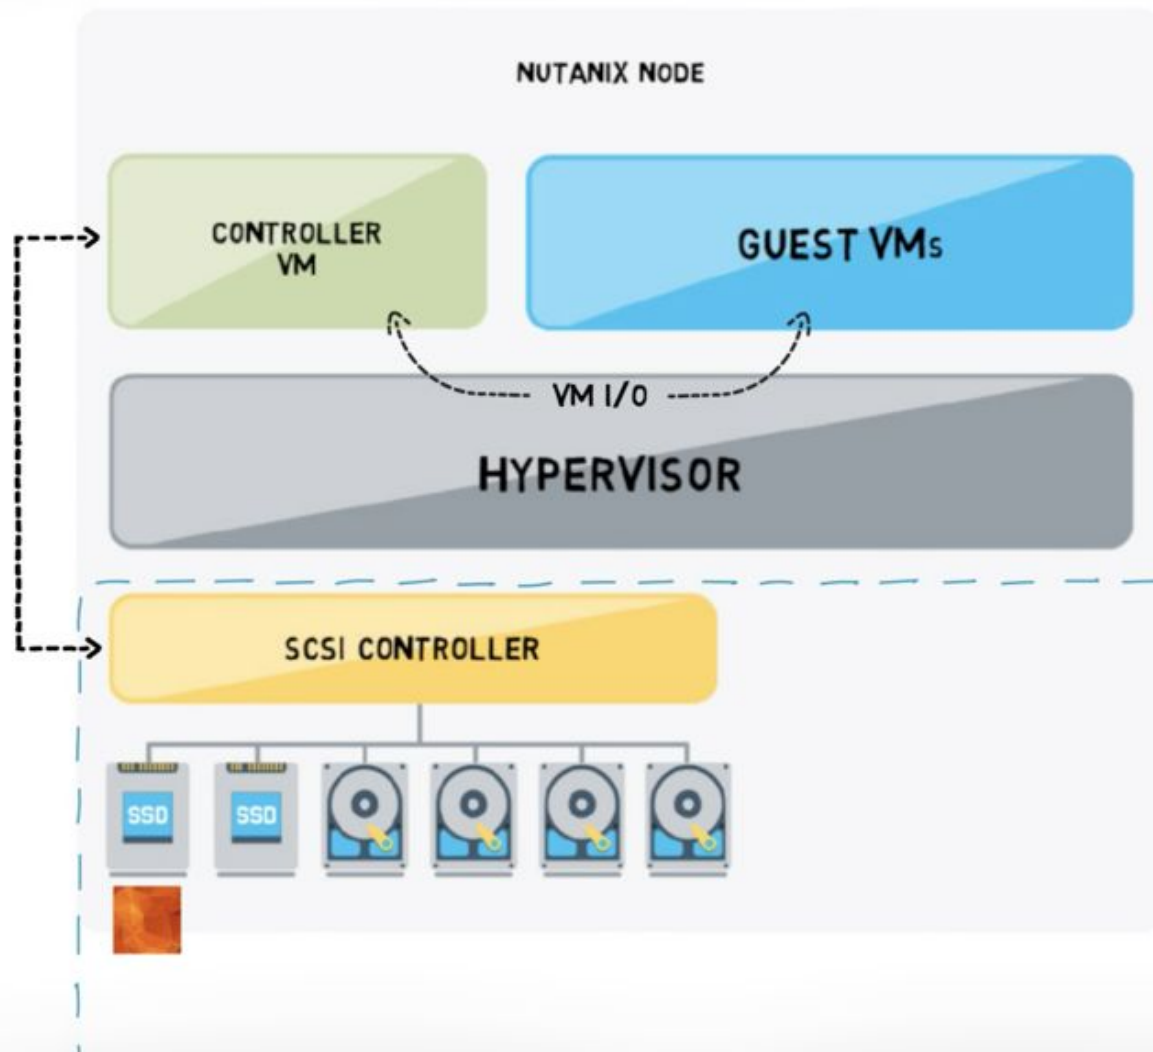 NUTANIX NODE
CONTROLLER
VM
GUEST VMs
VM I/O
HYPERVISOR
SCSI CONTROLLER
SSD
SSD